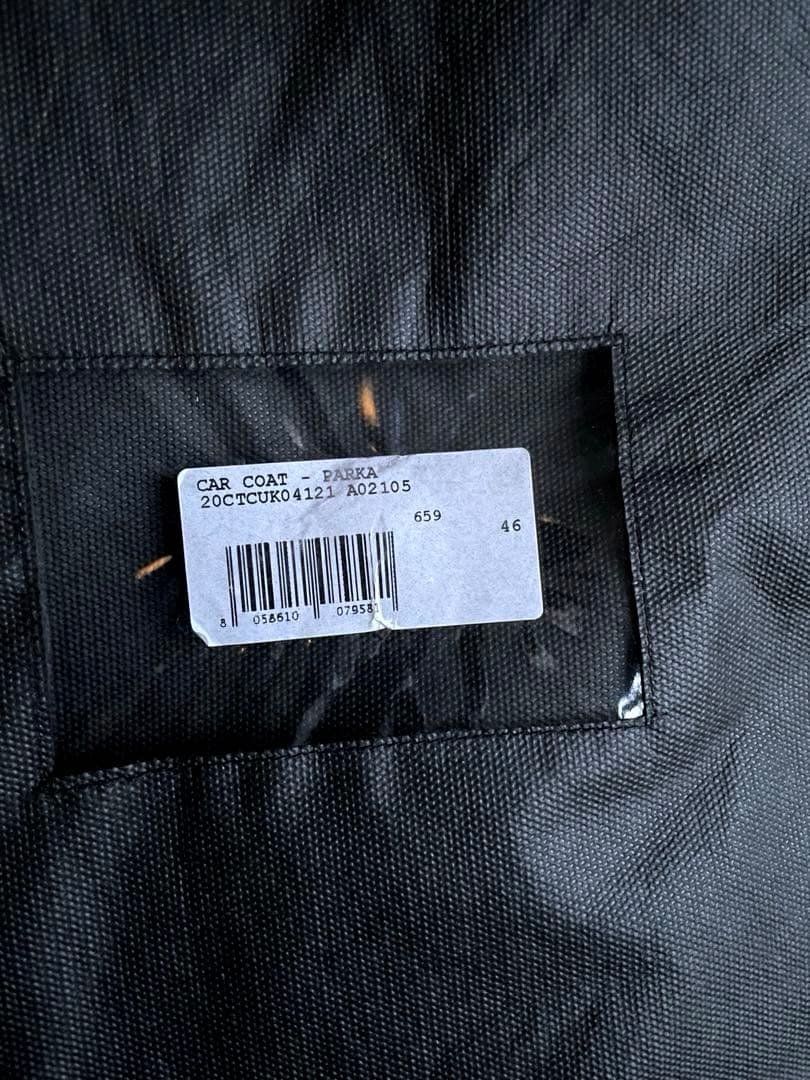 CAR COAT - PARKA
20CTCUK04121 A02105
659
46
8 058610 079581